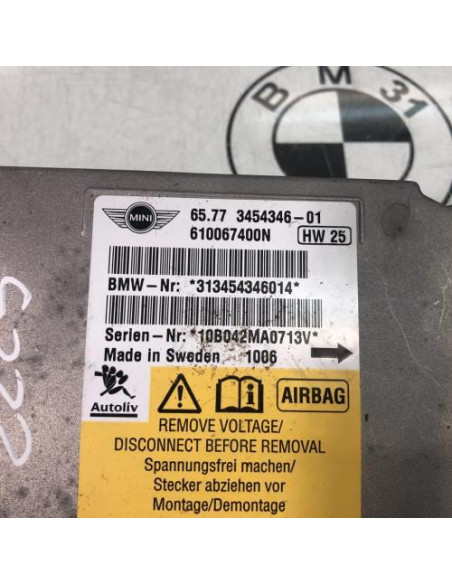 BM
31
MINI
65.77 3454346-01
610067400N
HW 25
BMW-Nr: *313454346014*
Serien-Nr: *10B042MA0713V*
Made in Sweden 1006
Autoliv
AIRBAG
REMOVE VOLTAGE/
DISCONNECT BEFORE REMOVAL
Spannungsfrei machen/
Stecker abziehen vor
Montage/Demontage